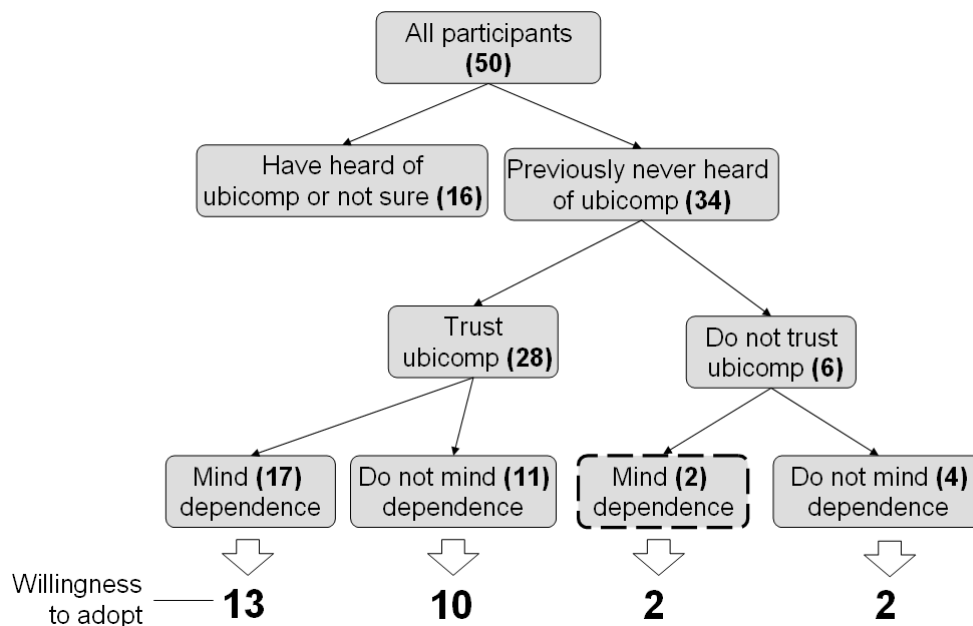 All participants
(50)
Have heard of
ubicomp or not sure (16)
Previously never heard
of ubicomp (34)
Trust
ubicomp (28)
Do not trust
ubicomp (6)
Mind (17)
dependence
Do not mind (11)
dependence
Mind (2)
dependence
Do not mind (4)
dependence
Willingness
to adopt
13
10
2
2